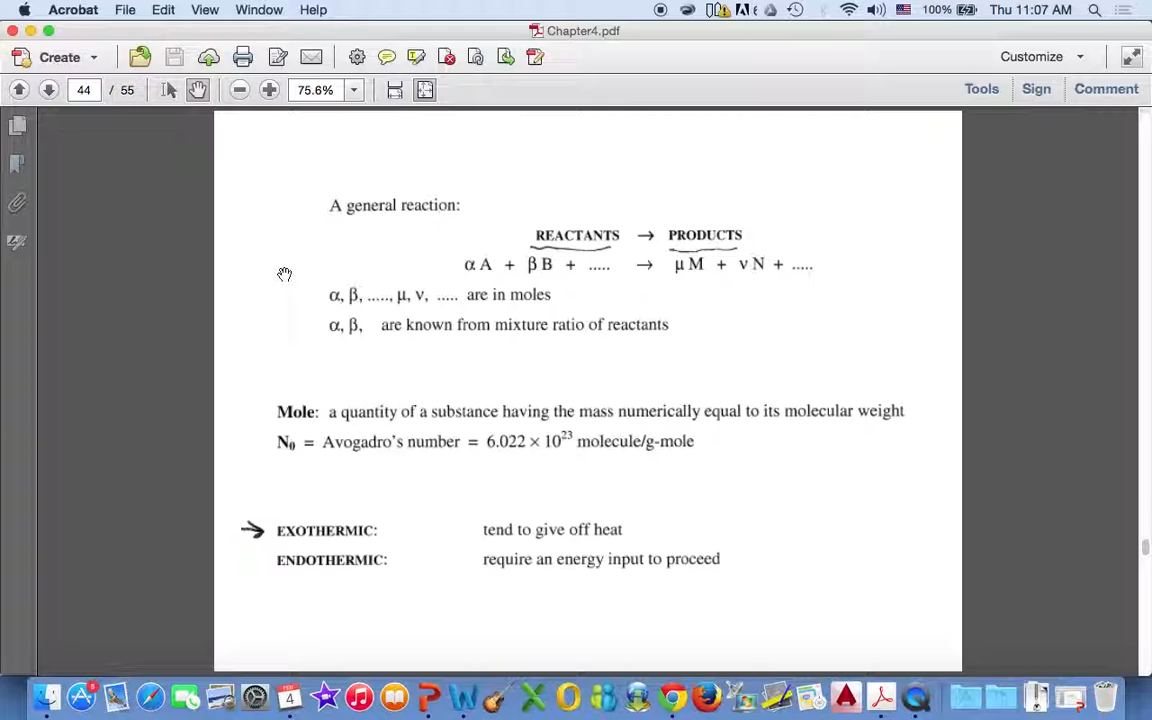 Acrobat File Edit View Window Help 100% Thu 11:07 AM
Chapter4.pdf
Create Customize
44 / 55 75.6% Tools Sign Comment
A general reaction:
REACTANTS → PRODUCTS
α A + β B + ..... → μ M + ν N + .....
α, β, ....., μ, ν, ..... are in moles
α, β, are known from mixture ratio of reactants
Mole: a quantity of a substance having the mass numerically equal to its molecular weight
N₀ = Avogadro's number = 6.022 × 10²³ molecule/g-mole
EXOTHERMIC: tend to give off heat
ENDOTHERMIC: require an energy input to proceed